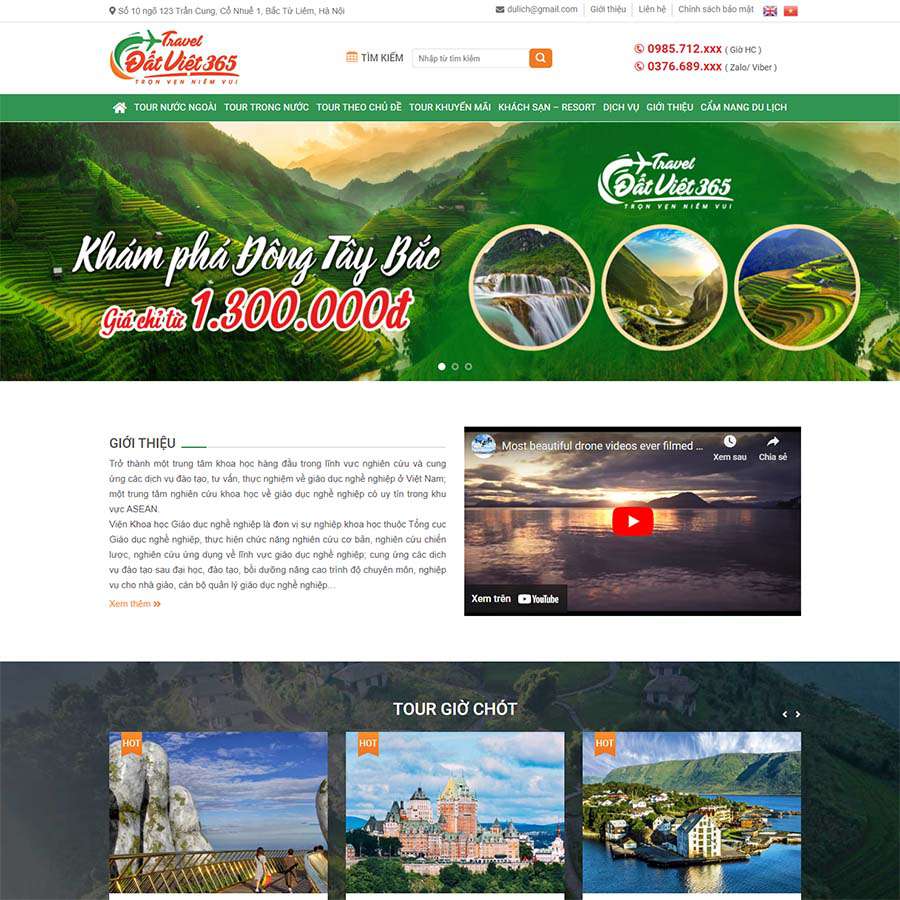 Số 10 ngõ 123 Trần Cung, Cổ Nhuế 1, Bắc Từ Liêm, Hà Nội
dulich@gmail.com Giới thiệu Liên hệ Chính sách bảo mật
Travel
Đất Việt 365
TRỌN VẸN NIỀM VUI
TÌM KIẾM
Nhập từ tìm kiếm
0985.712.xxx ( Giờ HC )
0376.689.xxx ( Zalo/ Viber )
TOUR NƯỚC NGOÀI TOUR TRONG NƯỚC TOUR THEO CHỦ ĐỀ TOUR KHUYẾN MÃI KHÁCH SẠN – RESORT DỊCH VỤ GIỚI THIỆU CẨM NANG DU LỊCH
Travel
Đất Việt 365
TRỌN VẸN NIỀM VUI
Khám phá Đông Tây Bắc
Giá chỉ từ 1.300.000đ
GIỚI THIỆU
Trở thành một trung tâm khoa học hàng đầu trong lĩnh vực nghiên cứu và cung
ứng các dịch vụ đào tạo, tư vấn, thực nghiệm về giáo dục nghề nghiệp ở Việt Nam;
một trung tâm nghiên cứu khoa học về giáo dục nghề nghiệp có uy tín trong khu
vực ASEAN.
Viện Khoa học Giáo dục nghề nghiệp là đơn vị sự nghiệp khoa học thuộc Tổng cục
Giáo dục nghề nghiệp, thực hiện chức năng nghiên cứu cơ bản, nghiên cứu chiến
lược, nghiên cứu ứng dụng về lĩnh vực giáo dục nghề nghiệp; cung ứng các dịch
vụ đào tạo sau đại học, đào tạo, bồi dưỡng nâng cao trình độ chuyên môn, nghiệp
vụ cho nhà giáo, cán bộ quản lý giáo dục nghề nghiệp…
Xem thêm
Most beautiful drone videos ever filmed ...
Xem sau Chia sẻ
Xem trên YouTube
TOUR GIỜ CHÓT
HOT
HOT
HOT